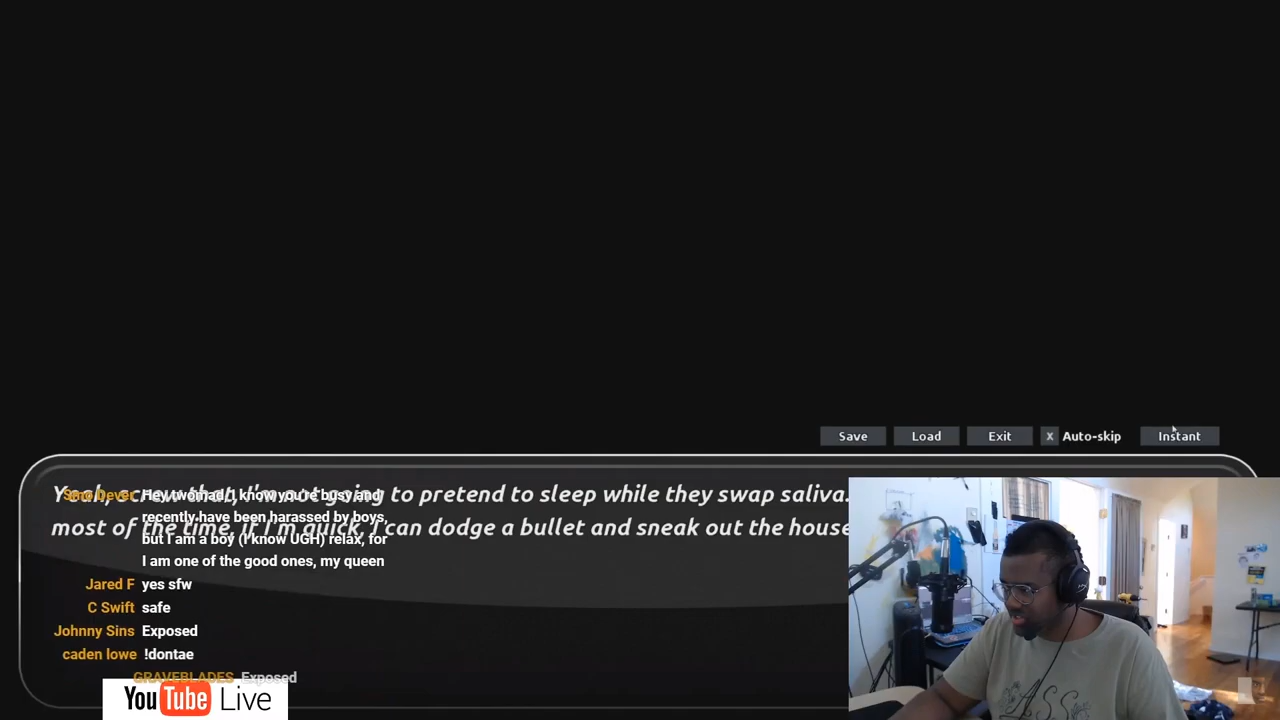 Save Load Exit X Auto-skip Instant
to pretend to sleep while they swap saliva.
most of the time, if I'm quick, I can dodge a bullet and sneak out the house
Hey, twomad, I know you're busy and
recently have been harassed by boys,
but i am a boy (I know UGH) relax, for
I am one of the good ones, my queen
Jared F yes sfw
C Swift safe
Johnny Sins Exposed
caden lowe !dontae
GRAVEBLADES Exposed
YouTube Live
ASS